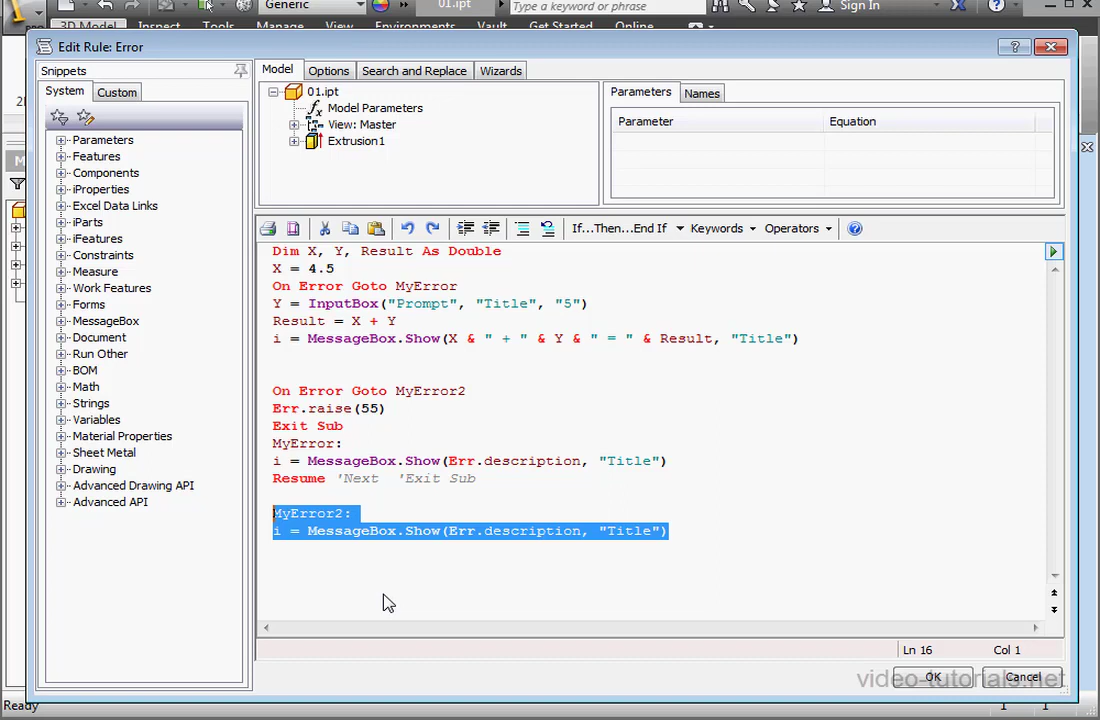 Generic
01.ipt
Type a keyword or phrase
Sign In
3D Model Inspect Tools Manage Environments Vault Get Started Online
Edit Rule: Error
Snippets
System Custom
Parameters
Features
Components
iProperties
Excel Data Links
iParts
iFeatures
Constraints
Measure
Work Features
Forms
MessageBox
Document
Run Other
BOM
Math
Strings
Variables
Material Properties
Sheet Metal
Drawing
Advanced Drawing API
Advanced API
Model Options Search and Replace Wizards
01.ipt
Model Parameters
View: Master
Extrusion1
Parameters Names
Parameter Equation
If...Then...End If Keywords Operators
Dim X, Y, Result As Double
X = 4.5
On Error Goto MyError
Y = InputBox("Prompt", "Title", "5")
Result = X + Y
i = MessageBox.Show(X & " + " & Y & " = " & Result, "Title")
On Error Goto MyError2
Err.raise(55)
Exit Sub
MyError:
i = MessageBox.Show(Err.description, "Title")
Resume 'Next 'Exit Sub
MyError2:
i = MessageBox.Show(Err.description, "Title")
Ln 16 Col 1
OK Cancel
video-tutorials.net
Ready 1 1